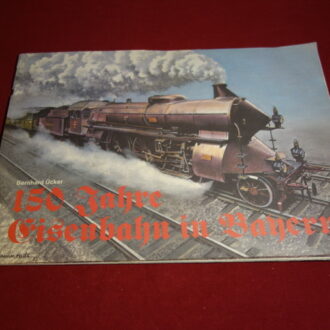 Bernhard Ücker
150 Jahre
Eisenbahn in Bayern